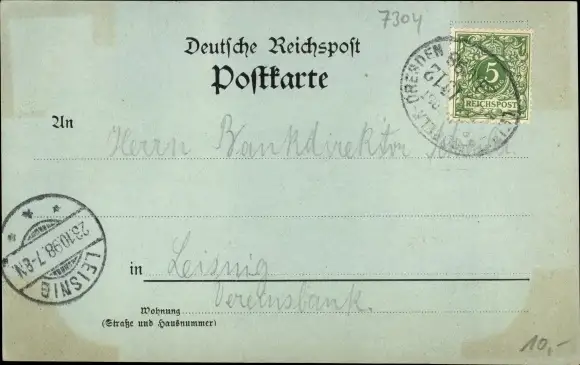 7304
Deutsche Reichspost
Postkarte
DRESDEN
5
REICHSPOST
An
Herrn Bankdirektor
in Leisnig
Vereinsbank.
Wohnung
(Straße und Hausnummer)
23.10.98.7-8N.
LEISNIG
10,-